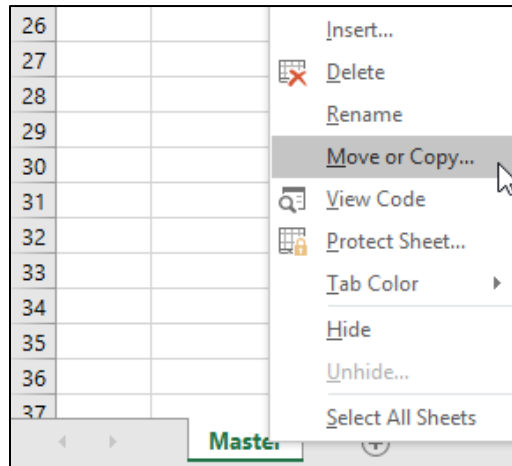 26
Insert...
27
Delete
28
Rename
29
30
Move or Copy...
31
View Code
32
Protect Sheet...
33
Tab Color
34
Hide
35
36
Unhide...
37
Select All Sheets
Master